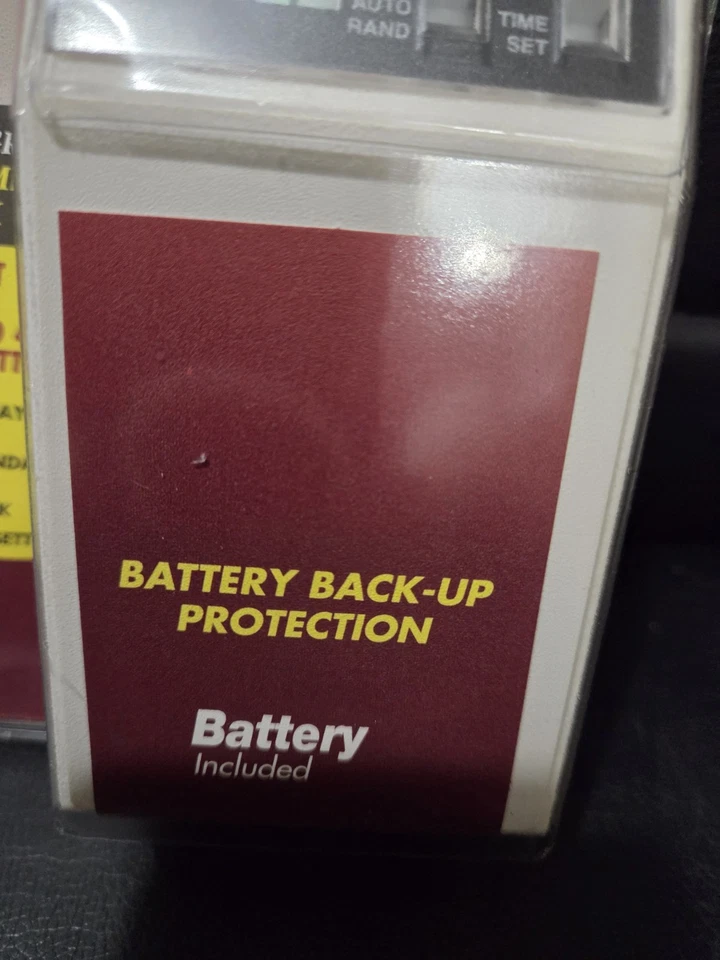 AUTO
RAND
TIME
SET
BATTERY BACK-UP
PROTECTION
Battery
Included